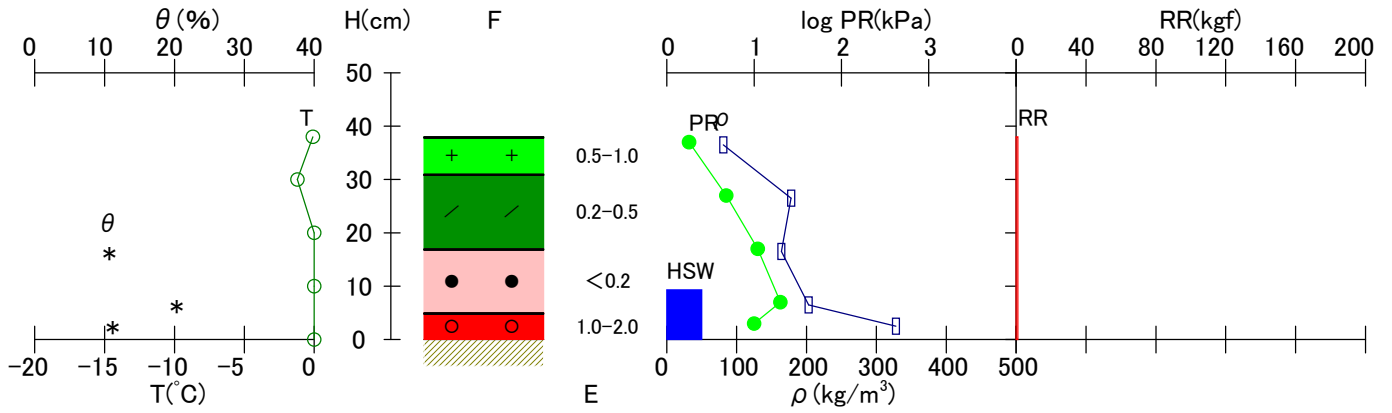 θ(%) H(cm) F log PR(kPa) RR(kgf)
0 10 20 30 40 0 1 2 3 0 40 80 120 160 200
50
T 40 PR ρ RR
0.5-1.0
30
0.2-0.5
θ 20
* <0.2 HSW
10
*
* 1.0-2.0
0
-20 -15 -10 -5 0 0 100 200 300 400 500
T(°C) E ρ(kg/m³)